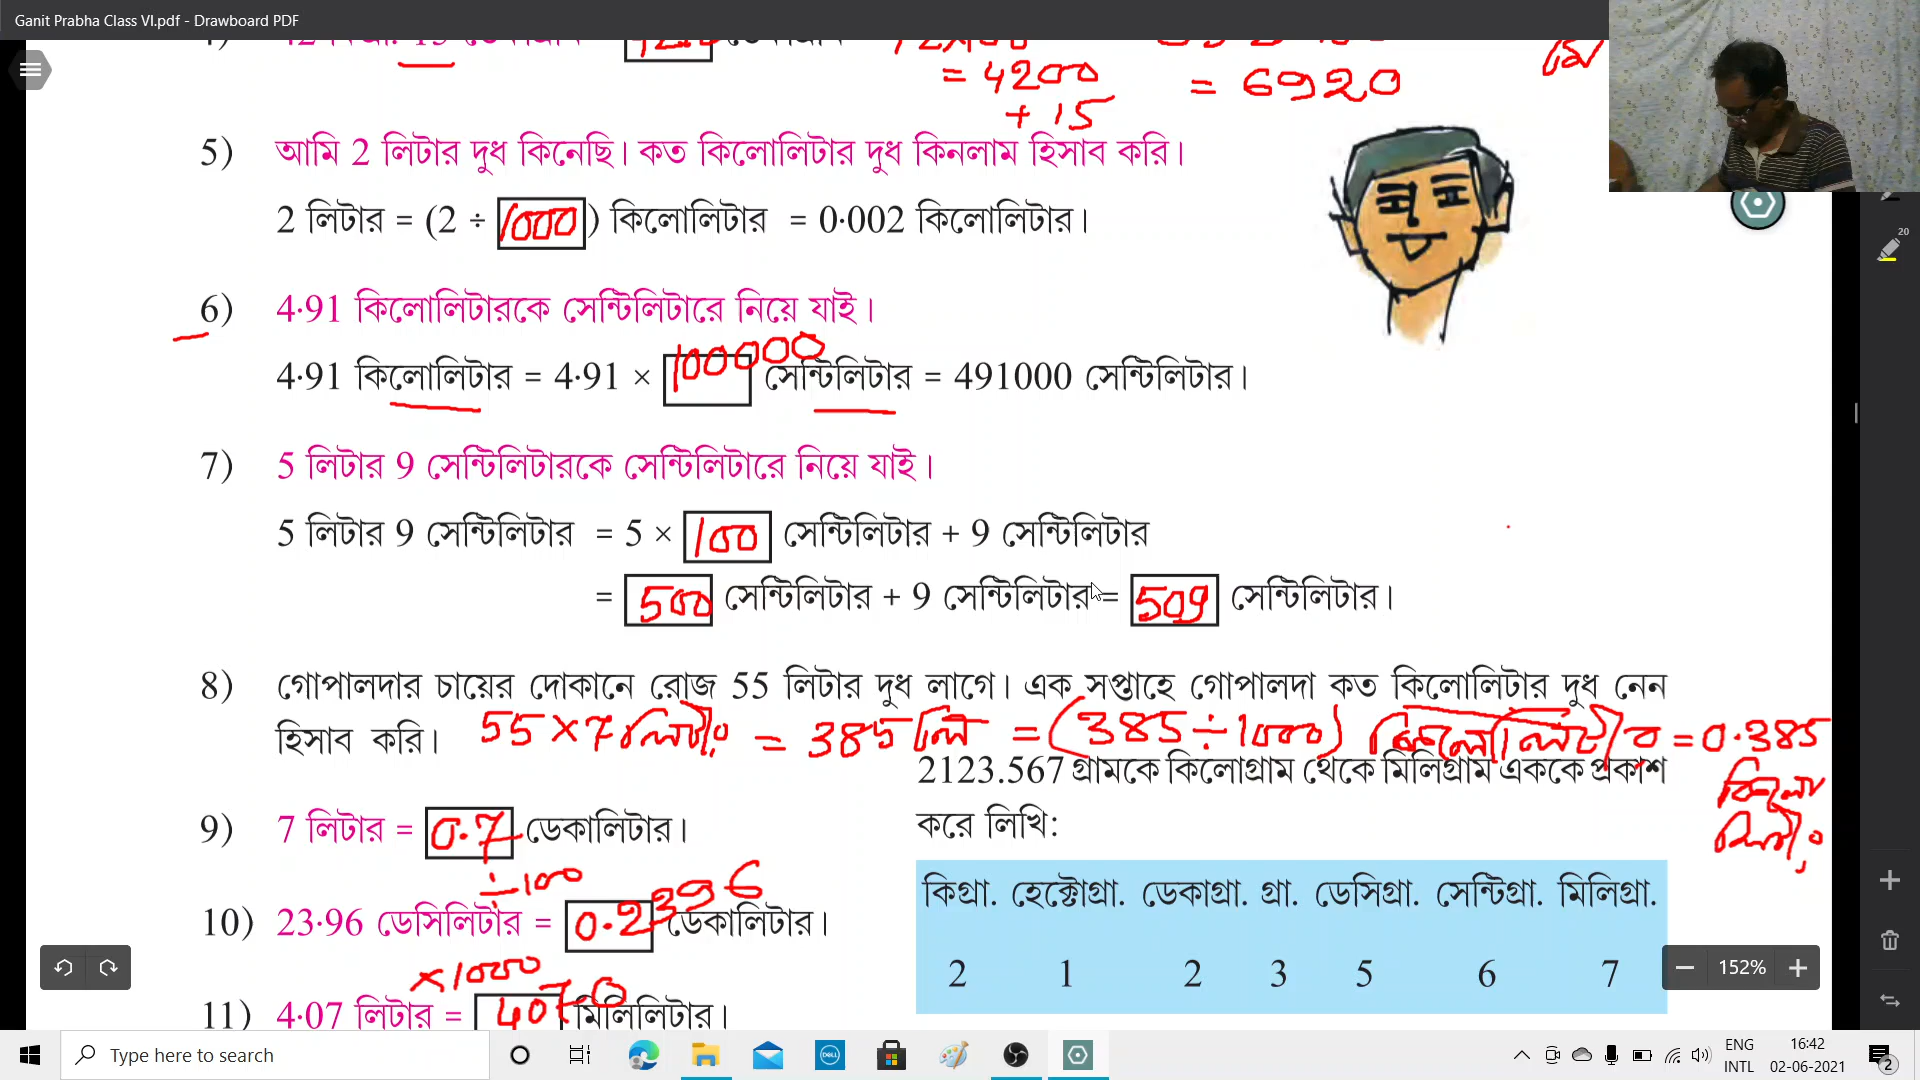 Ganit Prabha Class VI.pdf - Drawboard PDF
= 4200
+ 15
= 6920
5) আমি 2 লিটার দুধ কিনেছি। কত কিলোলিটার দুধ কিনলাম হিসাব করি।
2 লিটার = (2 ÷ 1000) কিলোলিটার = 0·002 কিলোলিটার।
20
6) 4·91 কিলোলিটারকে সেন্টিলিটারে নিয়ে যাই।
4·91 কিলোলিটার = 4·91 × 100000 সেন্টিলিটার = 491000 সেন্টিলিটার।
7) 5 লিটার 9 সেন্টিলিটারকে সেন্টিলিটারে নিয়ে যাই।
5 লিটার 9 সেন্টিলিটার = 5 × 100 সেন্টিলিটার + 9 সেন্টিলিটার
= 500 সেন্টিলিটার + 9 সেন্টিলিটার = 509 সেন্টিলিটার।
8) গোপালদার চায়ের দোকানে রোজ 55 লিটার দুধ লাগে। এক সপ্তাহে গোপালদা কত কিলোলিটার দুধ নেন
হিসাব করি। 55×7 লিটার = 385 লি = (385÷1000) কিলোলিটার = 0.385
কিলো
লিটার
2123.567 গ্রামকে কিলোগ্রাম থেকে মিলিগ্রাম এককে প্রকাশ
করে লিখি:
9) 7 লিটার = 0.7 ডেকালিটার।
÷100
10) 23·96 ডেসিলিটার = 0.2396 ডেকালিটার।
×1000
11) 4·07 লিটার = 4070 মিলিলিটার।
কিগ্রা. হেক্টোগ্রা. ডেকাগ্রা. গ্রা. ডেসিগ্রা. সেন্টিগ্রা. মিলিগ্রা.
2 1 2 3 5 6 7
152%
Type here to search
DELL
ENG
INTL
16:42
02-06-2021
2